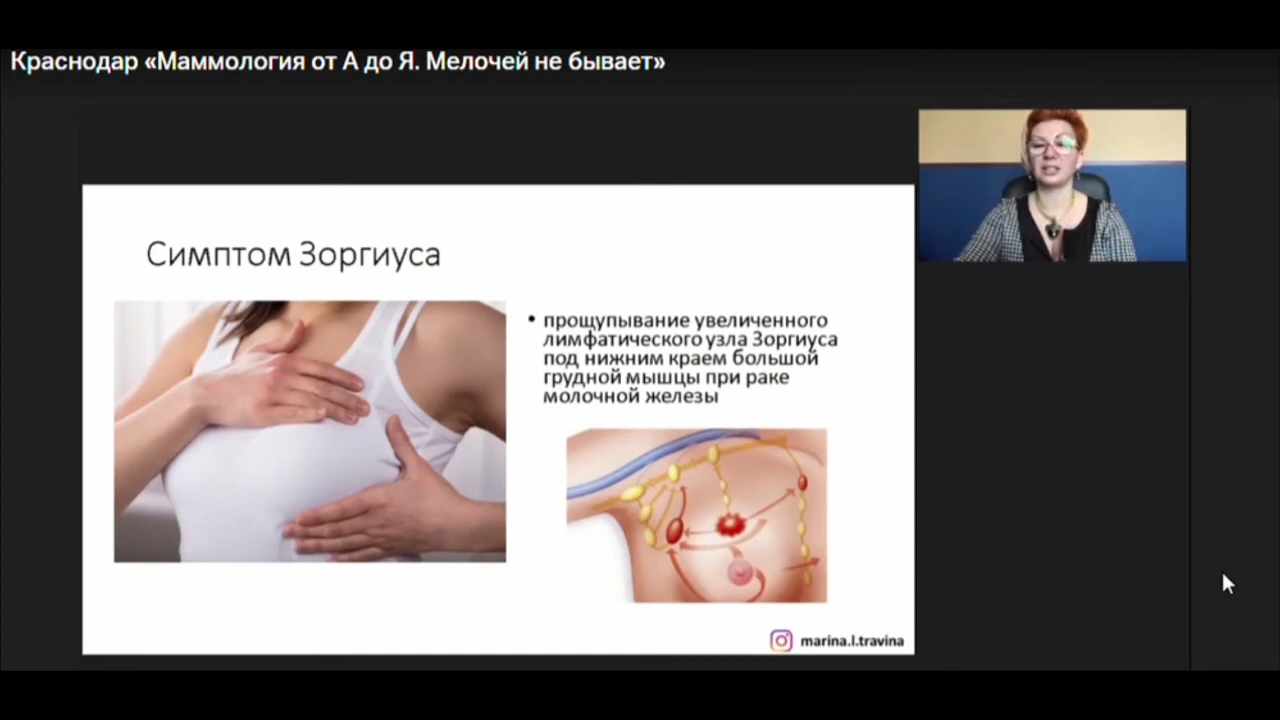 Краснодар «Маммология от А до Я. Мелочей не бывает»
Симптом Зоргиуса
• прощупывание увеличенного
лимфатического узла Зоргиуса
под нижним краем большой
грудной мышцы при раке
молочной железы
marina.l.travina